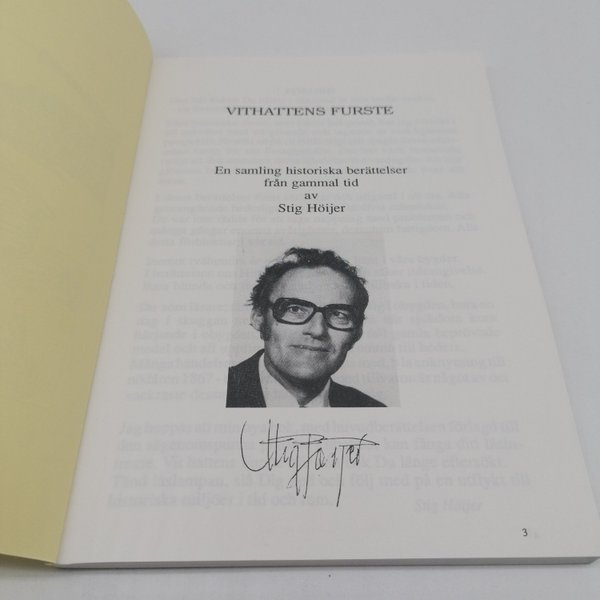 VITHATTENS FURSTE
En samling historiska berättelser
från gammal tid
av
Stig Höijer
Stig Höijer
3